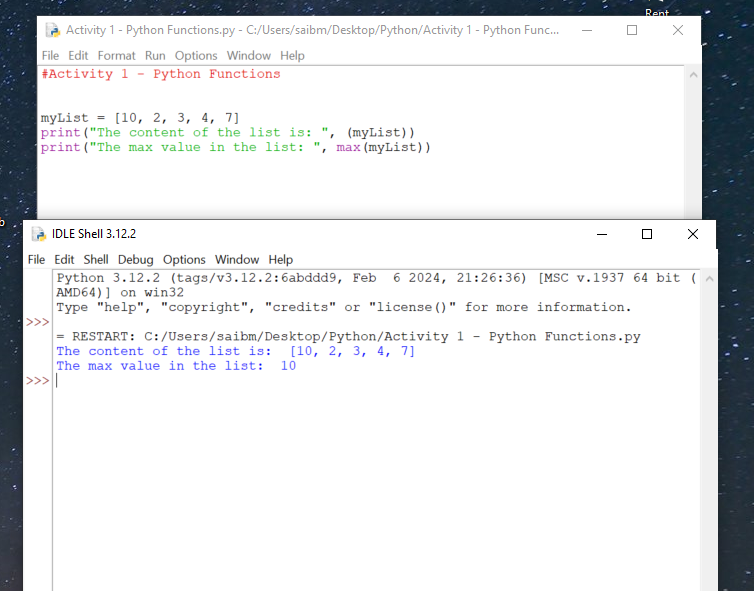 Rent
Activity 1 - Python Functions.py - C:/Users/saibm/Desktop/Python/Activity 1 - Python Func...
File Edit Format Run Options Window Help
#Activity 1 - Python Functions
myList = [10, 2, 3, 4, 7]
print("The content of the list is: ", (myList))
print("The max value in the list: ", max(myList))
b
IDLE Shell 3.12.2
File Edit Shell Debug Options Window Help
Python 3.12.2 (tags/v3.12.2:6abddd9, Feb  6 2024, 21:26:36) [MSC v.1937 64 bit (
AMD64)] on win32
Type "help", "copyright", "credits" or "license()" for more information.
>>>
= RESTART: C:/Users/saibm/Desktop/Python/Activity 1 - Python Functions.py
The content of the list is:  [10, 2, 3, 4, 7]
The max value in the list:  10
>>>